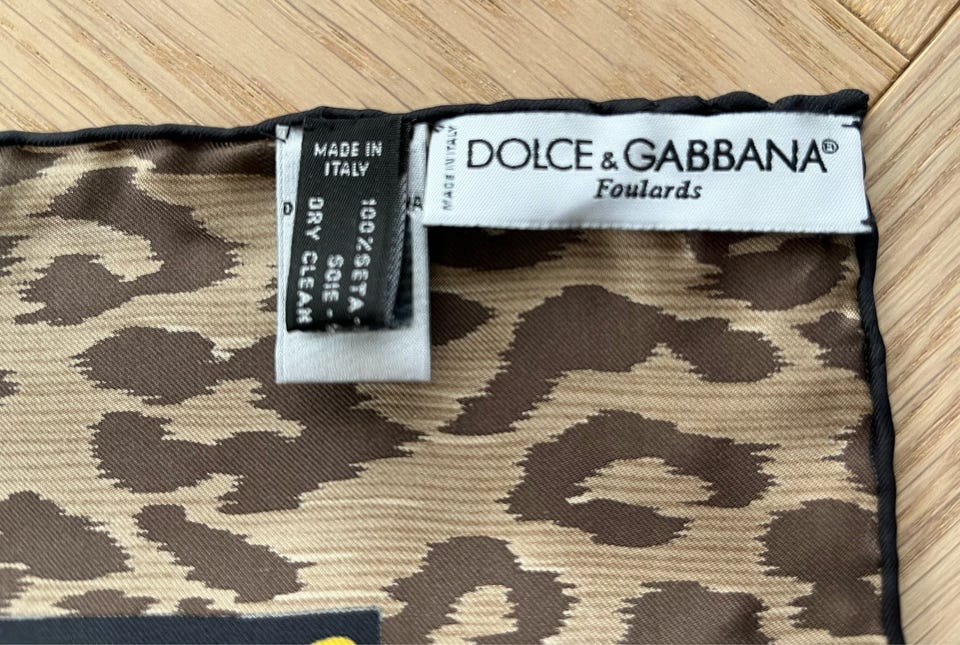 MADE IN
ITALY
100%SETA
SOIE
DRY CLEAN
D
A
MADE IN ITALY
DOLCE & GABBANA®
Foulards